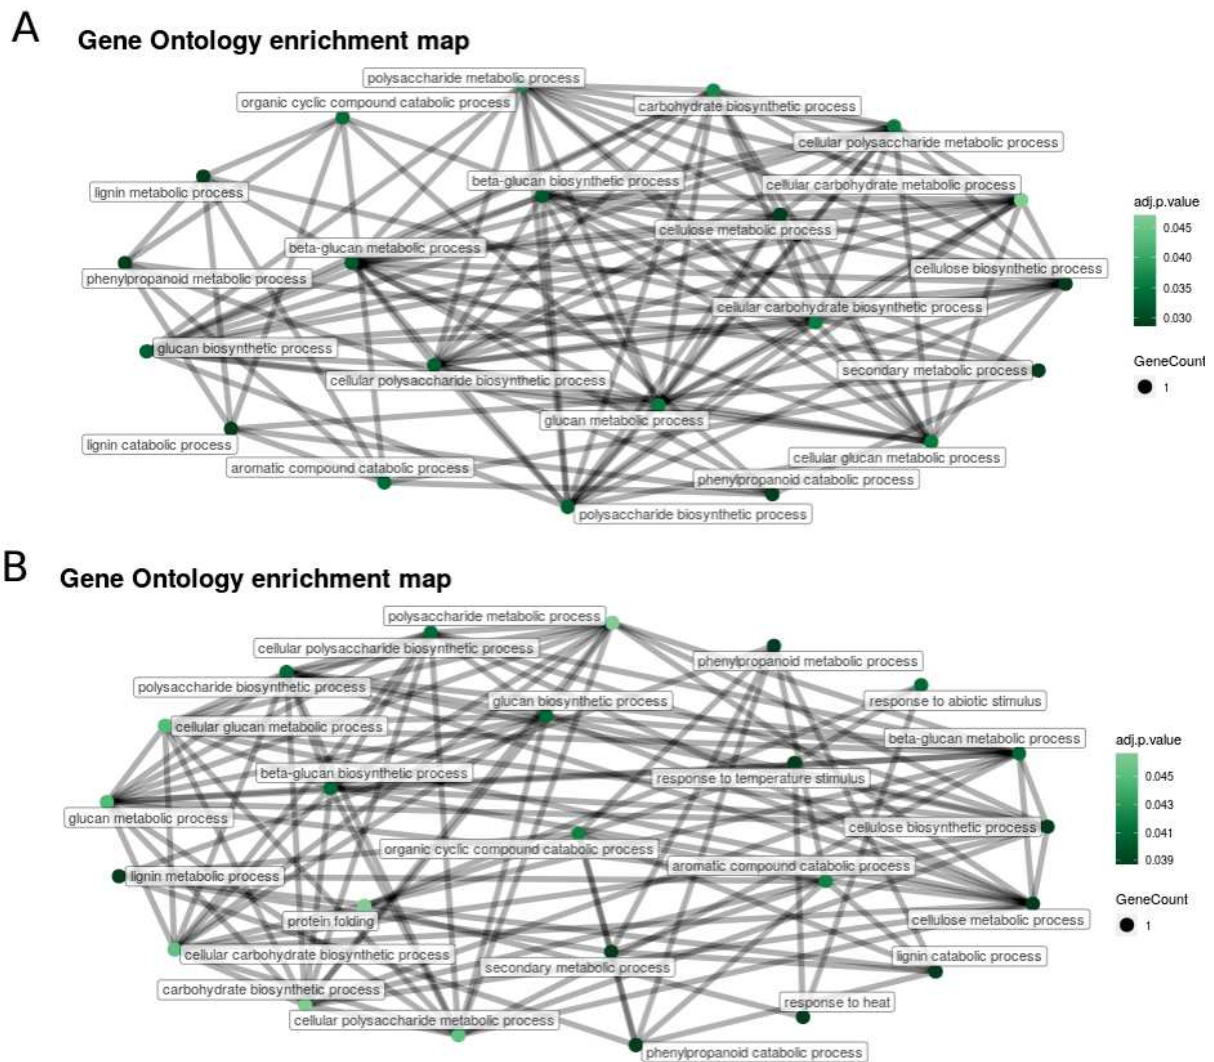 A
Gene Ontology enrichment map
polysaccharide metabolic process
organic cyclic compound catabolic process
carbohydrate biosynthetic process
cellular polysaccharide metabolic process
lignin metabolic process
beta-glucan biosynthetic process
cellular carbohydrate metabolic process
cellulose metabolic process
beta-glucan metabolic process
phenylpropanoid metabolic process
cellulose biosynthetic process
cellular carbohydrate biosynthetic process
glucan biosynthetic process
cellular polysaccharide biosynthetic process
secondary metabolic process
glucan metabolic process
lignin catabolic process
cellular glucan metabolic process
aromatic compound catabolic process
phenylpropanoid catabolic process
polysaccharide biosynthetic process
adj.p.value
0.045
0.040
0.035
0.030
GeneCount
1
B
Gene Ontology enrichment map
polysaccharide metabolic process
cellular polysaccharide biosynthetic process
phenylpropanoid metabolic process
polysaccharide biosynthetic process
glucan biosynthetic process
response to abiotic stimulus
cellular glucan metabolic process
beta-glucan metabolic process
beta-glucan biosynthetic process
response to temperature stimulus
glucan metabolic process
cellulose biosynthetic process
organic cyclic compound catabolic process
aromatic compound catabolic process
lignin metabolic process
protein folding
cellulose metabolic process
cellular carbohydrate biosynthetic process
lignin catabolic process
secondary metabolic process
carbohydrate biosynthetic process
response to heat
cellular polysaccharide metabolic process
phenylpropanoid catabolic process
adj.p.value
0.045
0.043
0.041
0.039
GeneCount
1